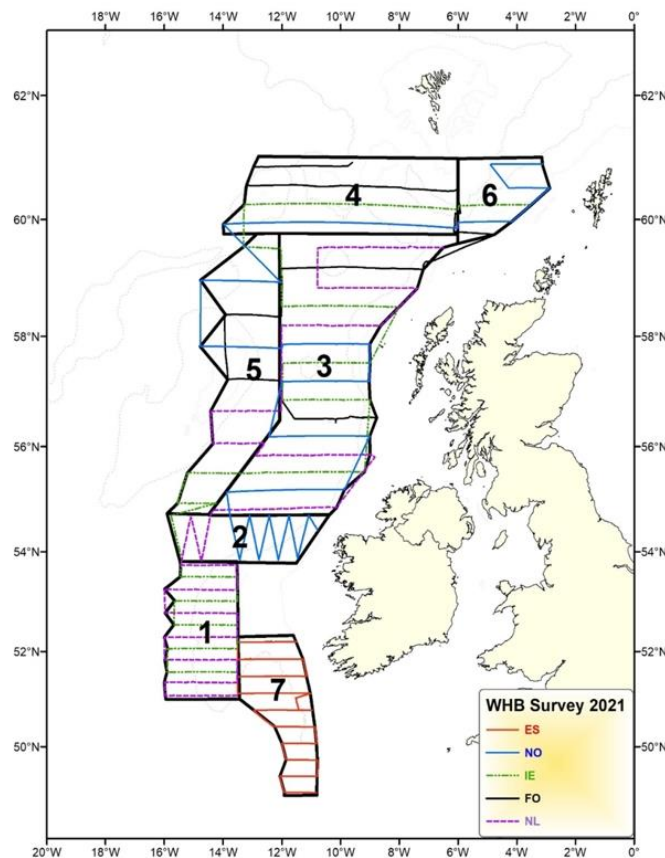 18°W 16°W 14°W 12°W 10°W 8°W 6°W 4°W 2°W 0°
62°N 62°N
4 6
60°N 60°N
58°N 58°N
5 3
56°N 56°N
2
54°N 54°N
1
52°N 52°N
7
WHB Survey 2021
ES
50°N 50°N
NO
IE
FO
NL
20°W 18°W 16°W 14°W 12°W 10°W 8°W 6°W 4°W 2°W 0°